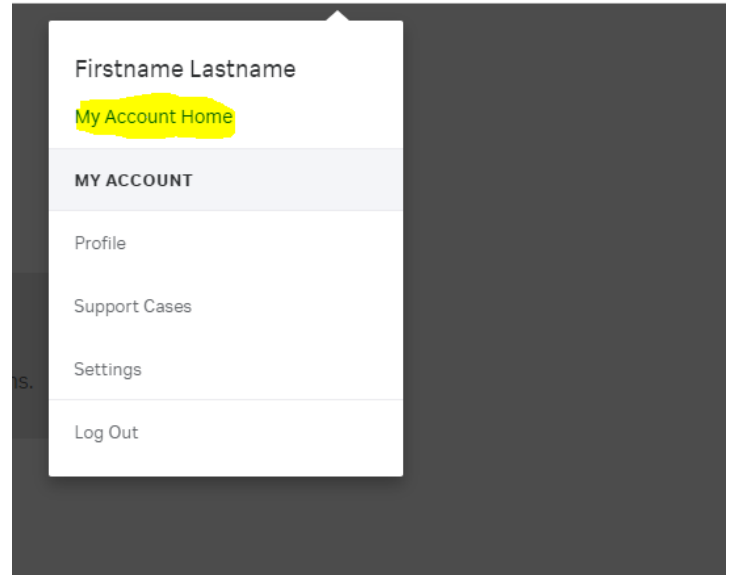 Firstname Lastname
My Account Home
MY ACCOUNT
Profile
Support Cases
ns.
Settings
Log Out